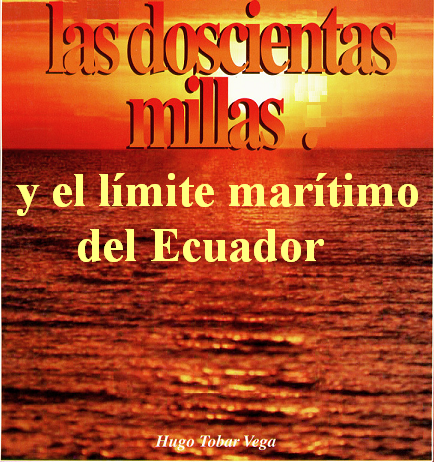 las doscientas
millas .
y el límite marítimo
del Ecuador
Hugo Tobar Vega